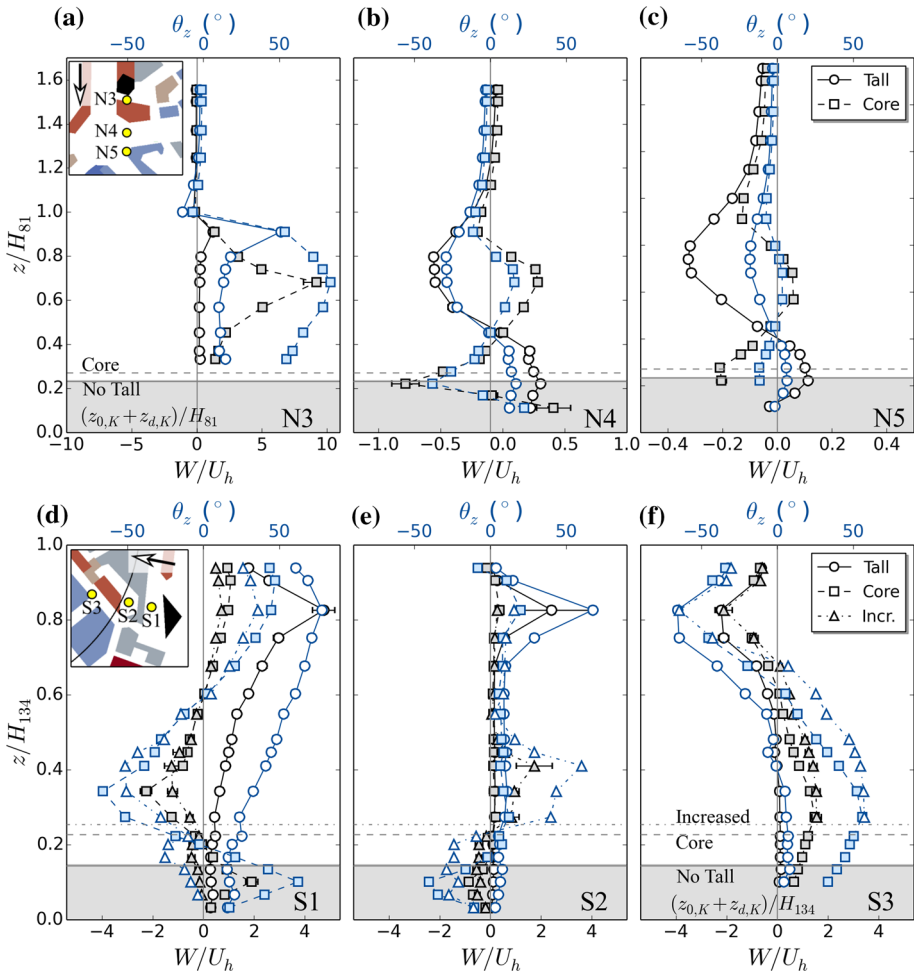 (a) (b) (c)
θz (°) θz (°) θz (°)
−50 0 50 −50 0 50 −50 0 50
z/H81
1.6
1.4
1.2
1.0
0.8
0.6
0.4
0.2
0.0
N3
N4
N5
Tall
Core
Core
No Tall
(z0,K + zd,K)/H81
N3 N4 N5
−10 −5 0 5 10 −1.0 −0.5 0.0 0.5 1.0 −0.4 −0.2 0.0 0.2 0.4
W/Uh W/Uh W/Uh
(d) (e) (f)
θz (°) θz (°) θz (°)
−50 0 50 −50 0 50 −50 0 50
z/H134
1.0
0.8
0.6
0.4
0.2
0.0
S3
S2 S1
Tall
Core
Incr.
Increased
Core
No Tall
(z0,K + zd,K)/H134
S1 S2 S3
−4 −2 0 2 4 6 −4 −2 0 2 4 −4 −2 0 2 4 6
W/Uh W/Uh W/Uh